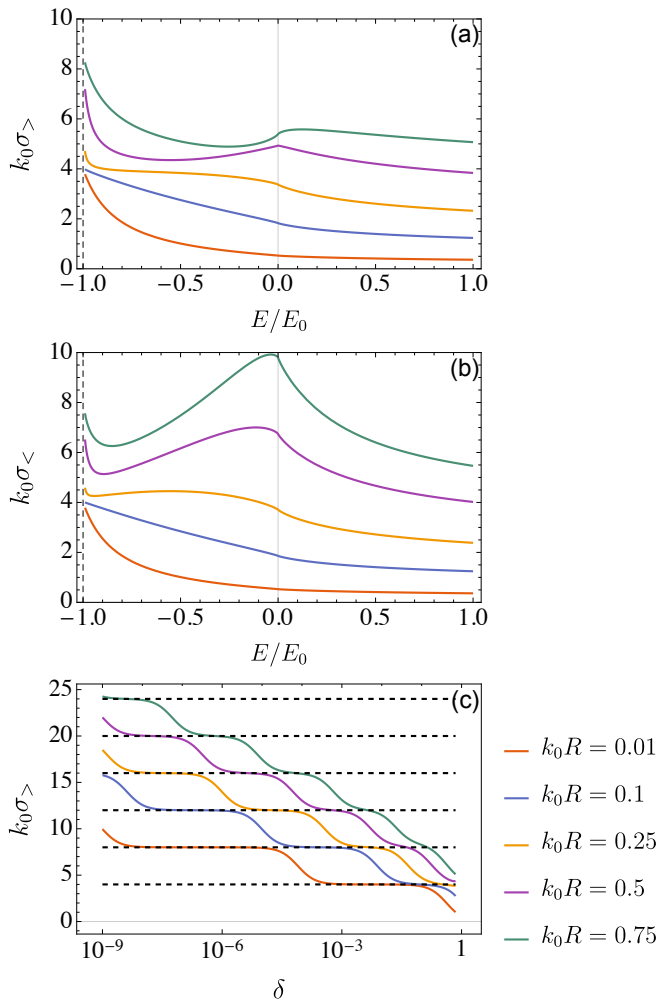 (a)
10
8
6
4
2
0
k₀σ>
−1.0 −0.5 0.0 0.5 1.0
E/E₀
(b)
10
8
6
4
2
0
k₀σ<
−1.0 −0.5 0.0 0.5 1.0
E/E₀
(c)
25
20
15
10
5
0
k₀σ>
10⁻⁹ 10⁻⁶ 10⁻³ 1
δ
k₀R = 0.01
k₀R = 0.1
k₀R = 0.25
k₀R = 0.5
k₀R = 0.75